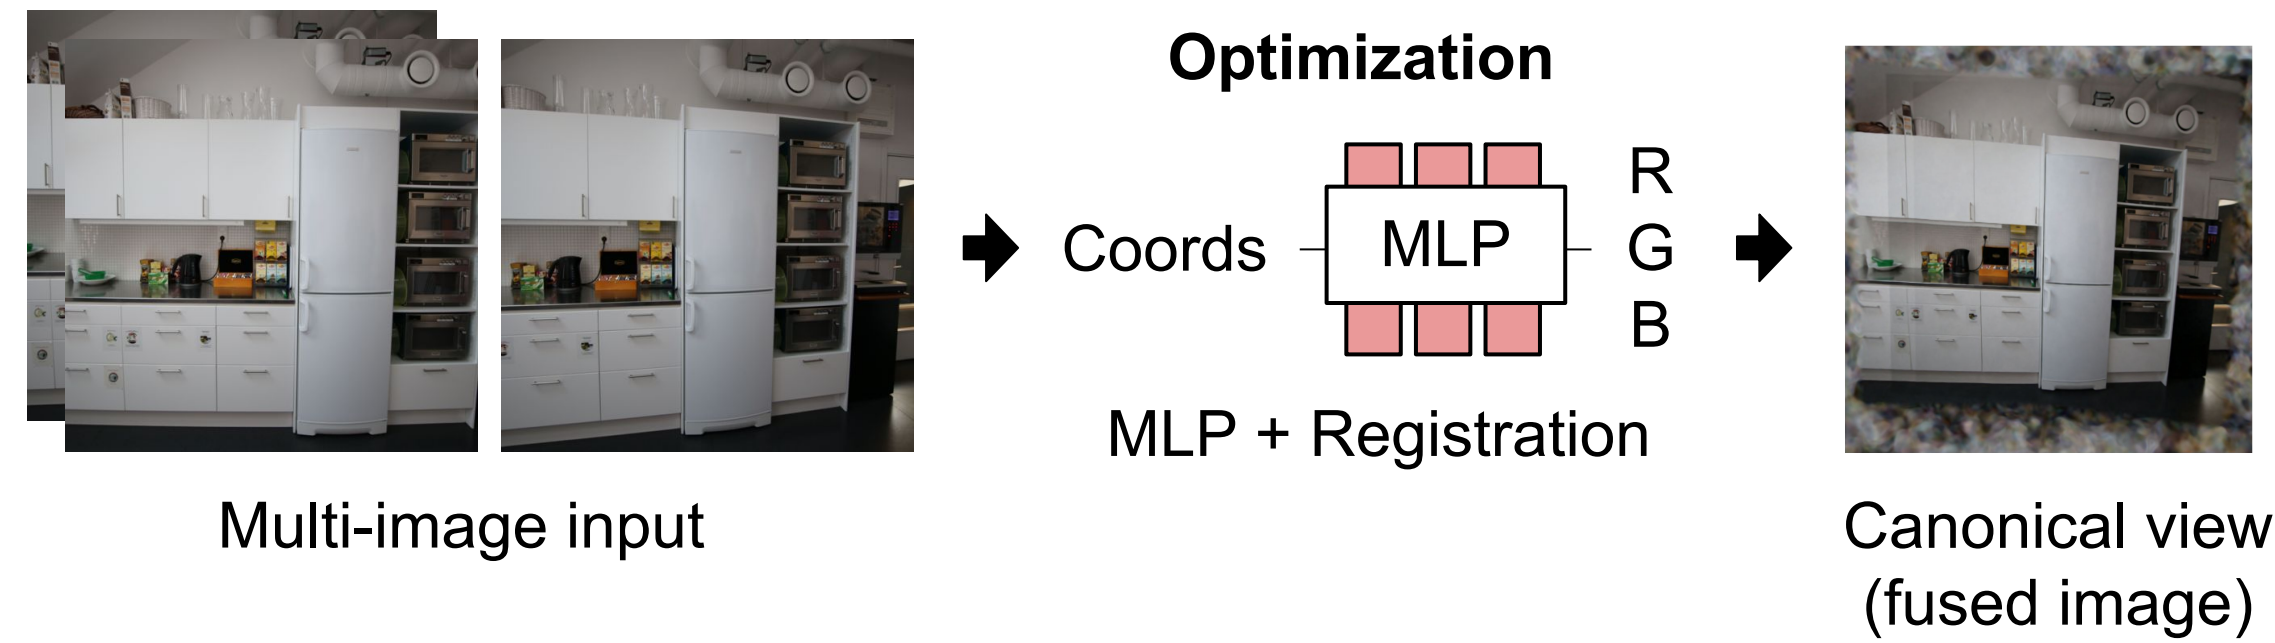 Optimization
Coords
MLP
R
G
B
MLP + Registration
Multi-image input
Canonical view
(fused image)